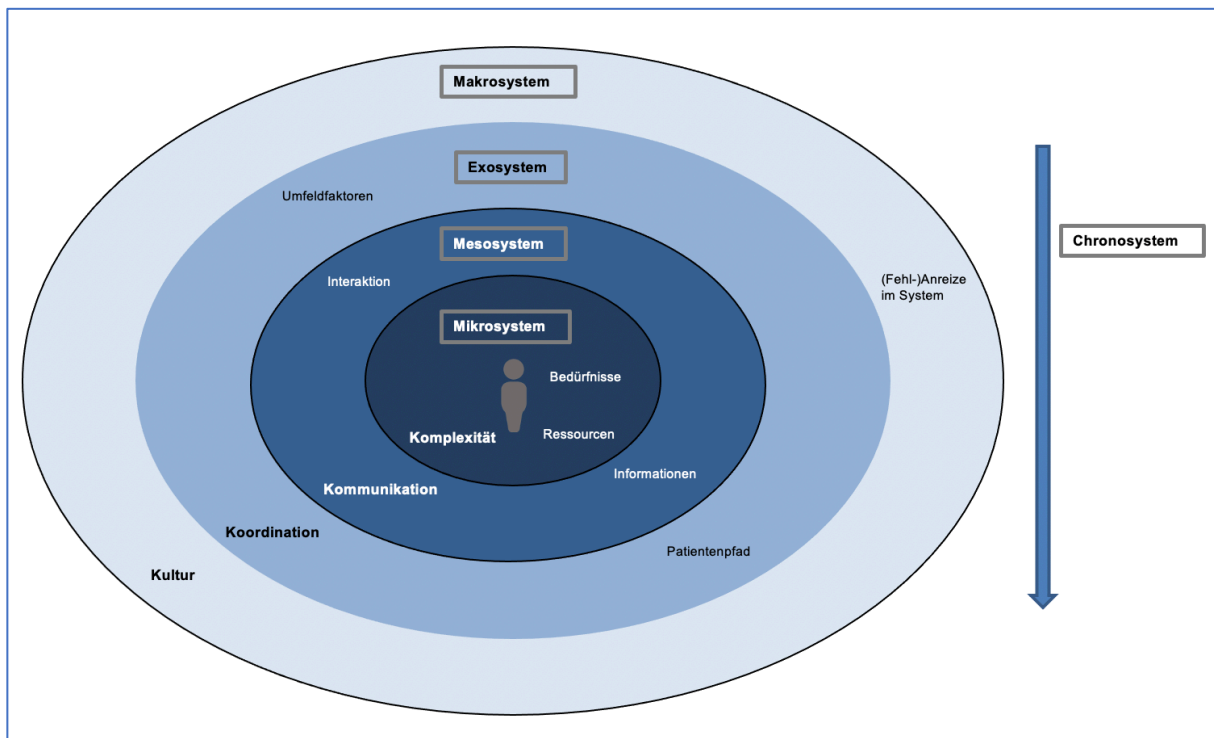 Makrosystem
Exosystem
Umfeldfaktoren
Mesosystem
Chronosystem
Interaktion
(Fehl-)Anreize
im System
Mikrosystem
Bedürfnisse
Komplexität
Ressourcen
Informationen
Kommunikation
Koordination
Patientenpfad
Kultur